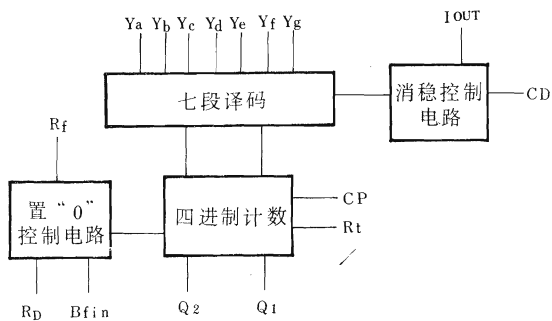 Ya Yb Yc Yd Ye Yf Yg
IOUT
七段译码
消稳控制
电路
CD
Rf
置“0”
控制电路
四进制计数
CP
Rt
RD Bfin
Q2 Q1